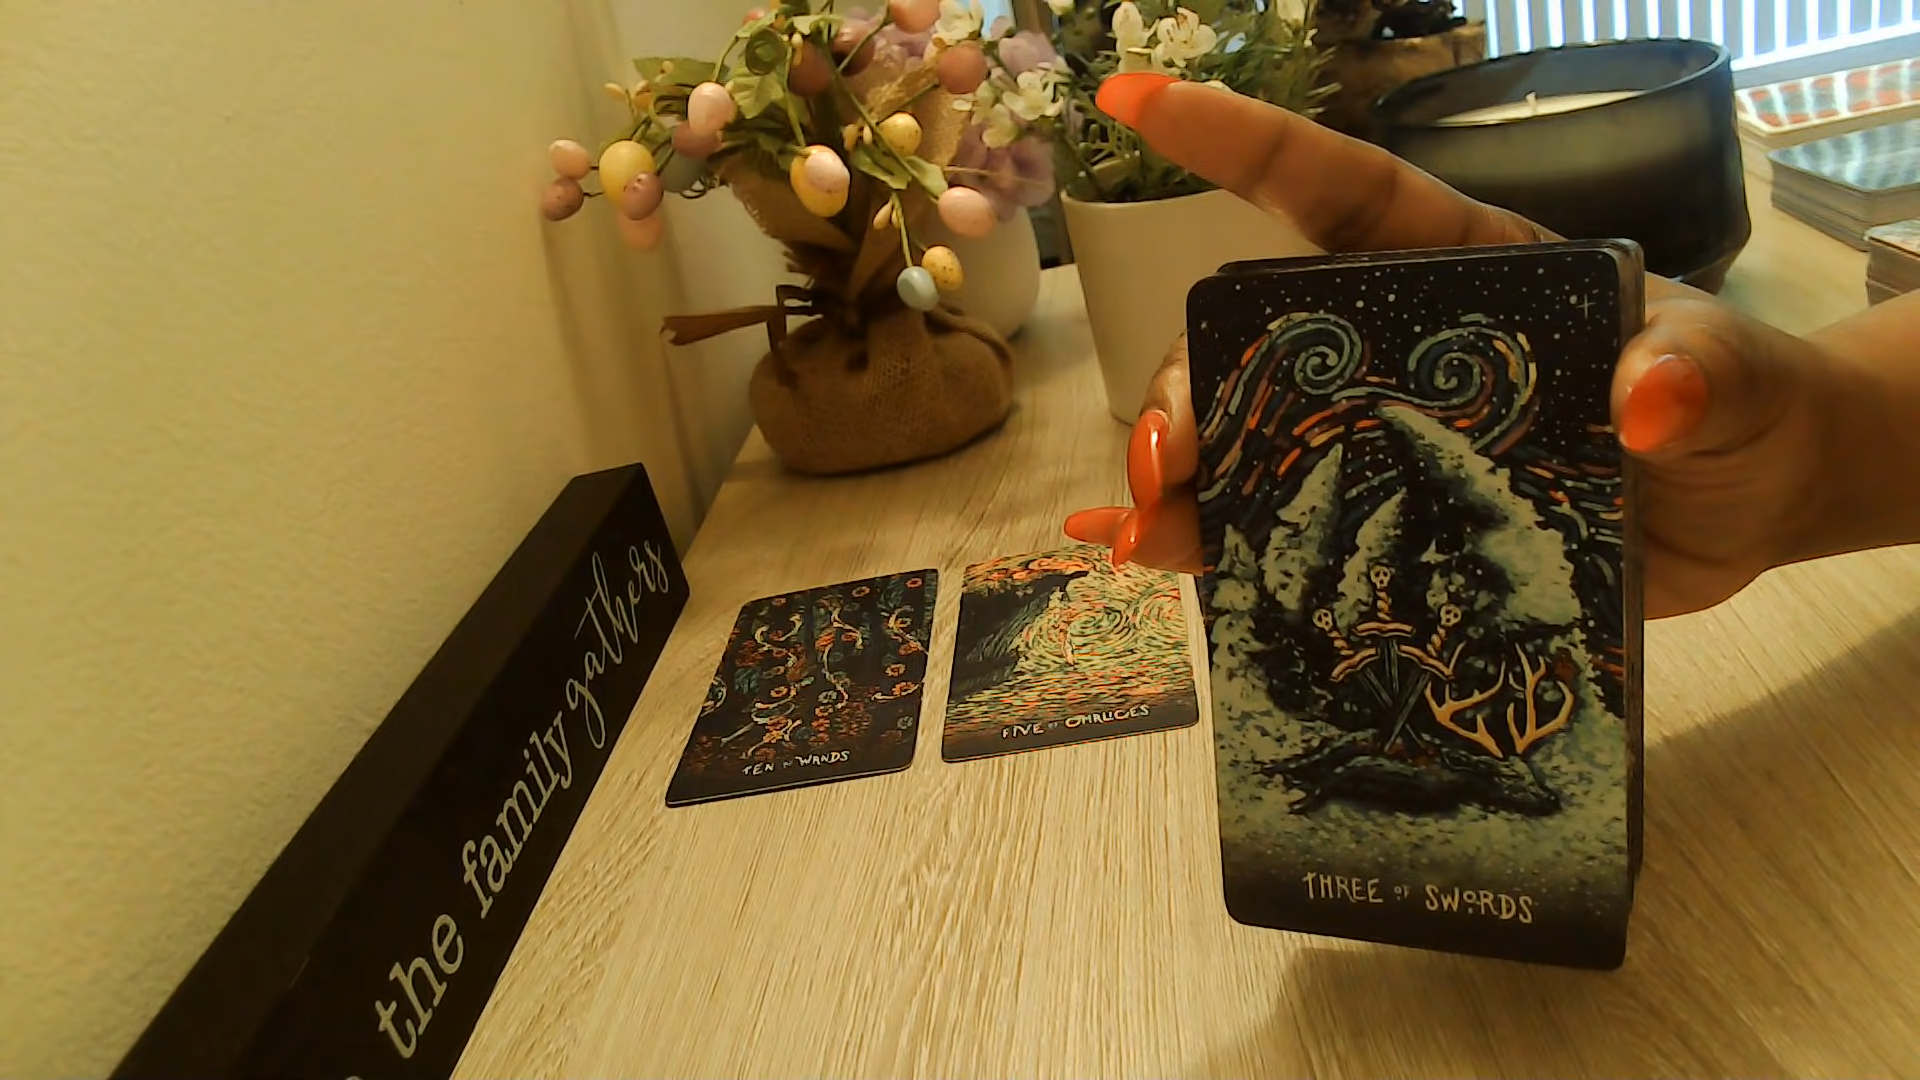 the family gathers
TEN OF WANDS
FIVE OF CHALICES
THREE OF SWORDS